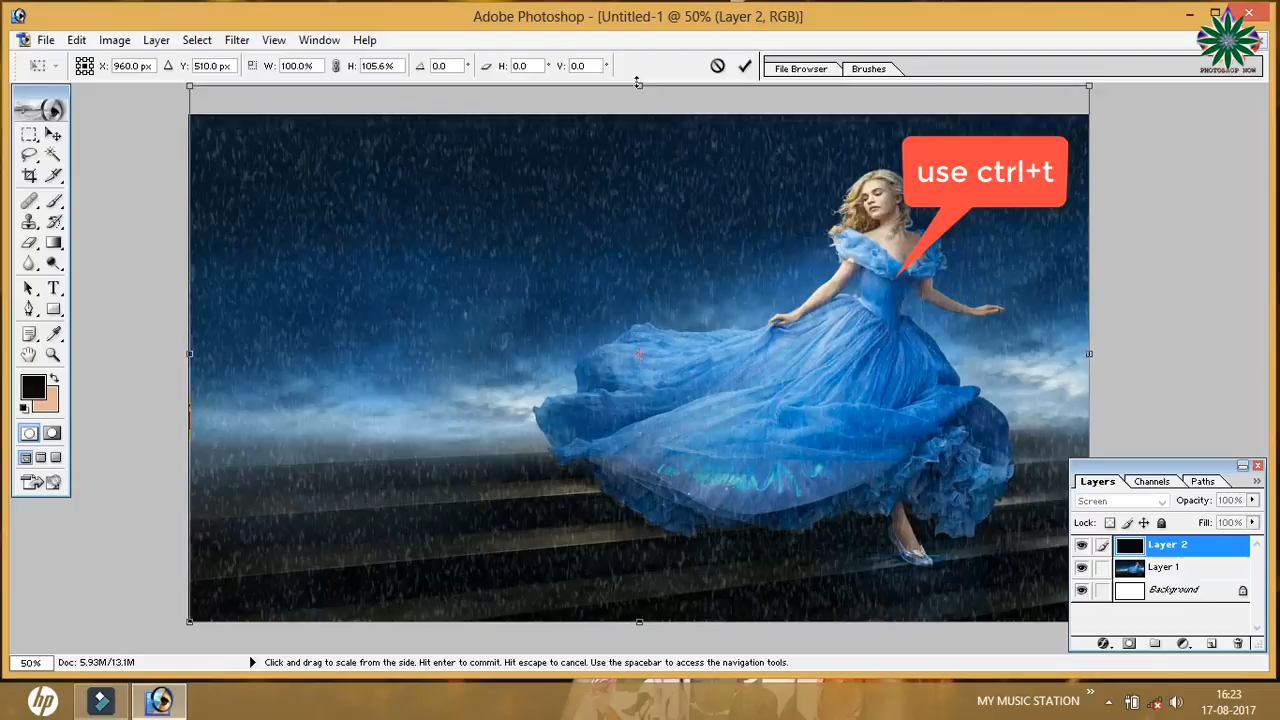 Adobe Photoshop - [Untitled-1 @ 50% (Layer 2, RGB)]
File Edit Image Layer Select Filter View Window Help
X: 960.0 px Y: 510.0 px W: 100.0% H: 105.6% 0.0 ° H: 0.0 ° V: 0.0 °
File Browser Brushes
PHOTOSHOP NOW
use ctrl+t
Layers Channels Paths
Screen Opacity: 100%
Lock: Fill: 100%
Layer 2
Layer 1
Background
50% Doc: 5.93M/13.1M Click and drag to scale from the side. Hit enter to commit. Hit escape to cancel. Use the spacebar to access the navigation tools.
hp MY MUSIC STATION » 16:23
17-08-2017